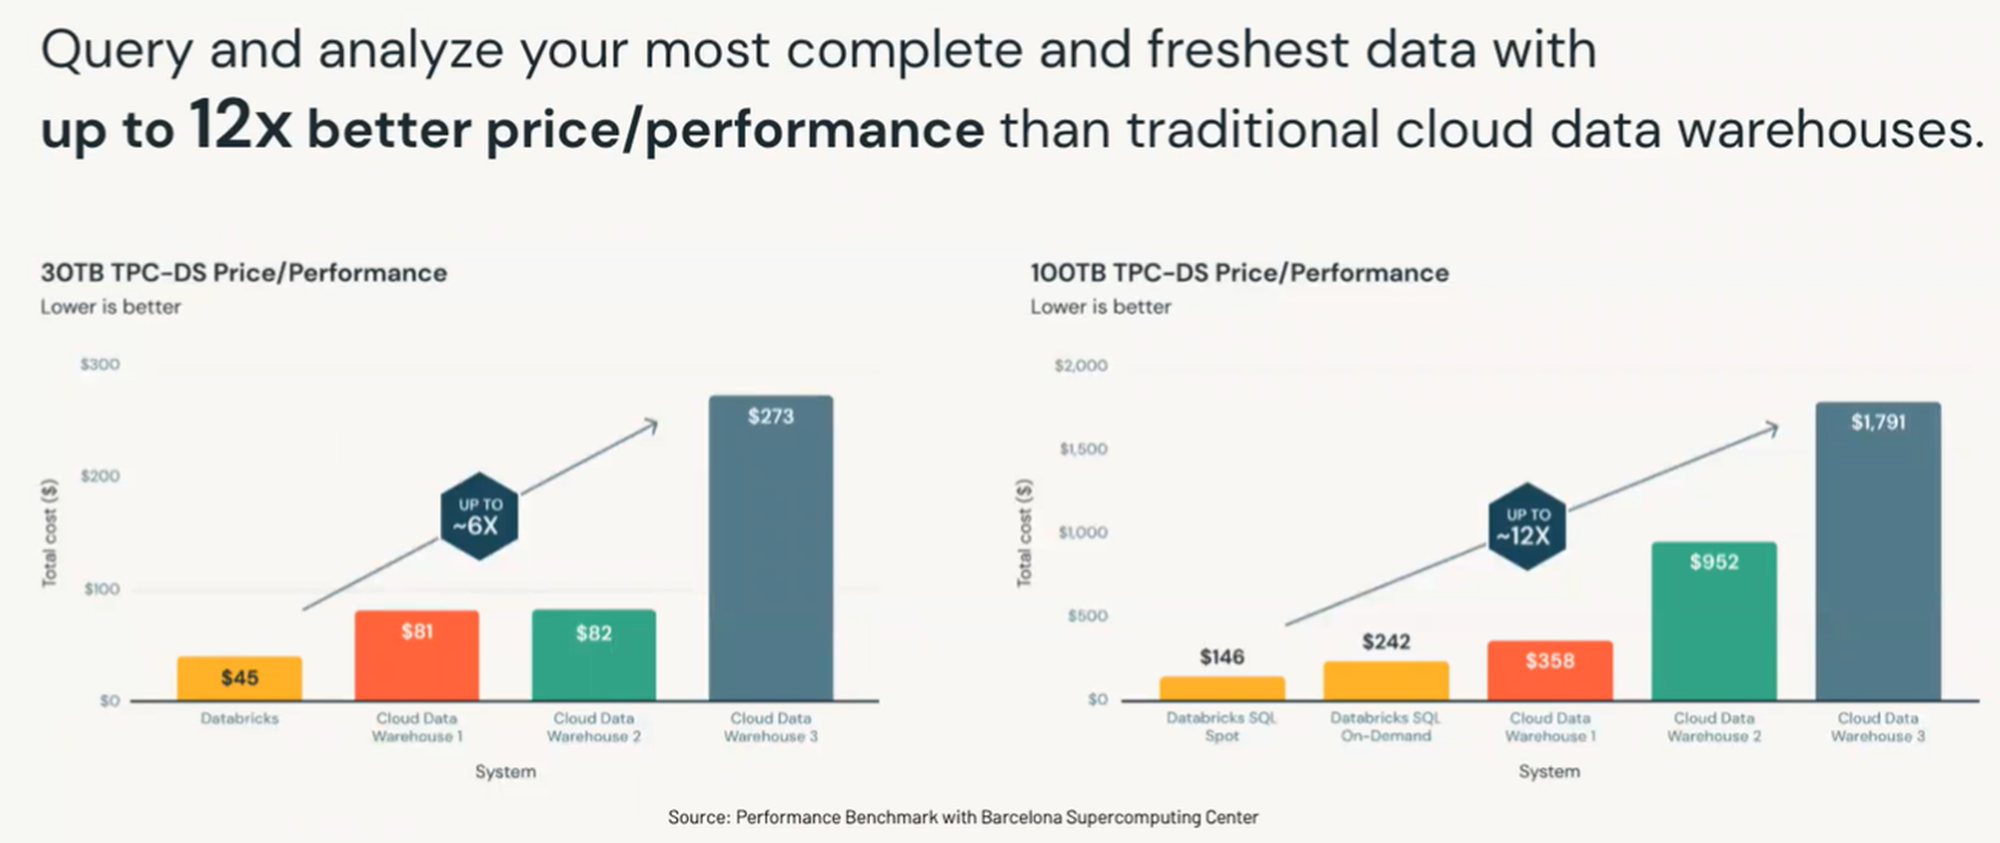 Query and analyze your most complete and freshest data with
up to 12x better price/performance than traditional cloud data warehouses.
30TB TPC-DS Price/Performance
Lower is better
$300
$200
$100
$0
Total cost ($)
UP TO
~6X
$45
$81
$82
$273
Databricks
Cloud Data
Warehouse 1
Cloud Data
Warehouse 2
Cloud Data
Warehouse 3
System
100TB TPC-DS Price/Performance
Lower is better
$2,000
$1,500
$1,000
$500
$0
Total cost ($)
UP TO
~12X
$146
$242
$358
$952
$1,791
Databricks SQL
Spot
Databricks SQL
On-Demand
Cloud Data
Warehouse 1
Cloud Data
Warehouse 2
Cloud Data
Warehouse 3
System
Source: Performance Benchmark with Barcelona Supercomputing Center